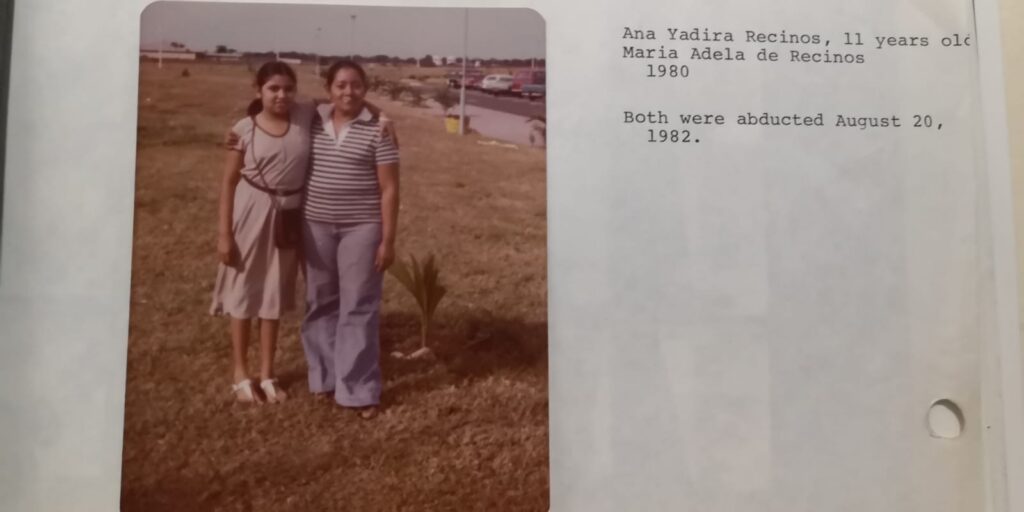 Ana Yadira Recinos, 11 years old
Maria Adela de Recinos
1980
Both were abducted August 20,
1982.